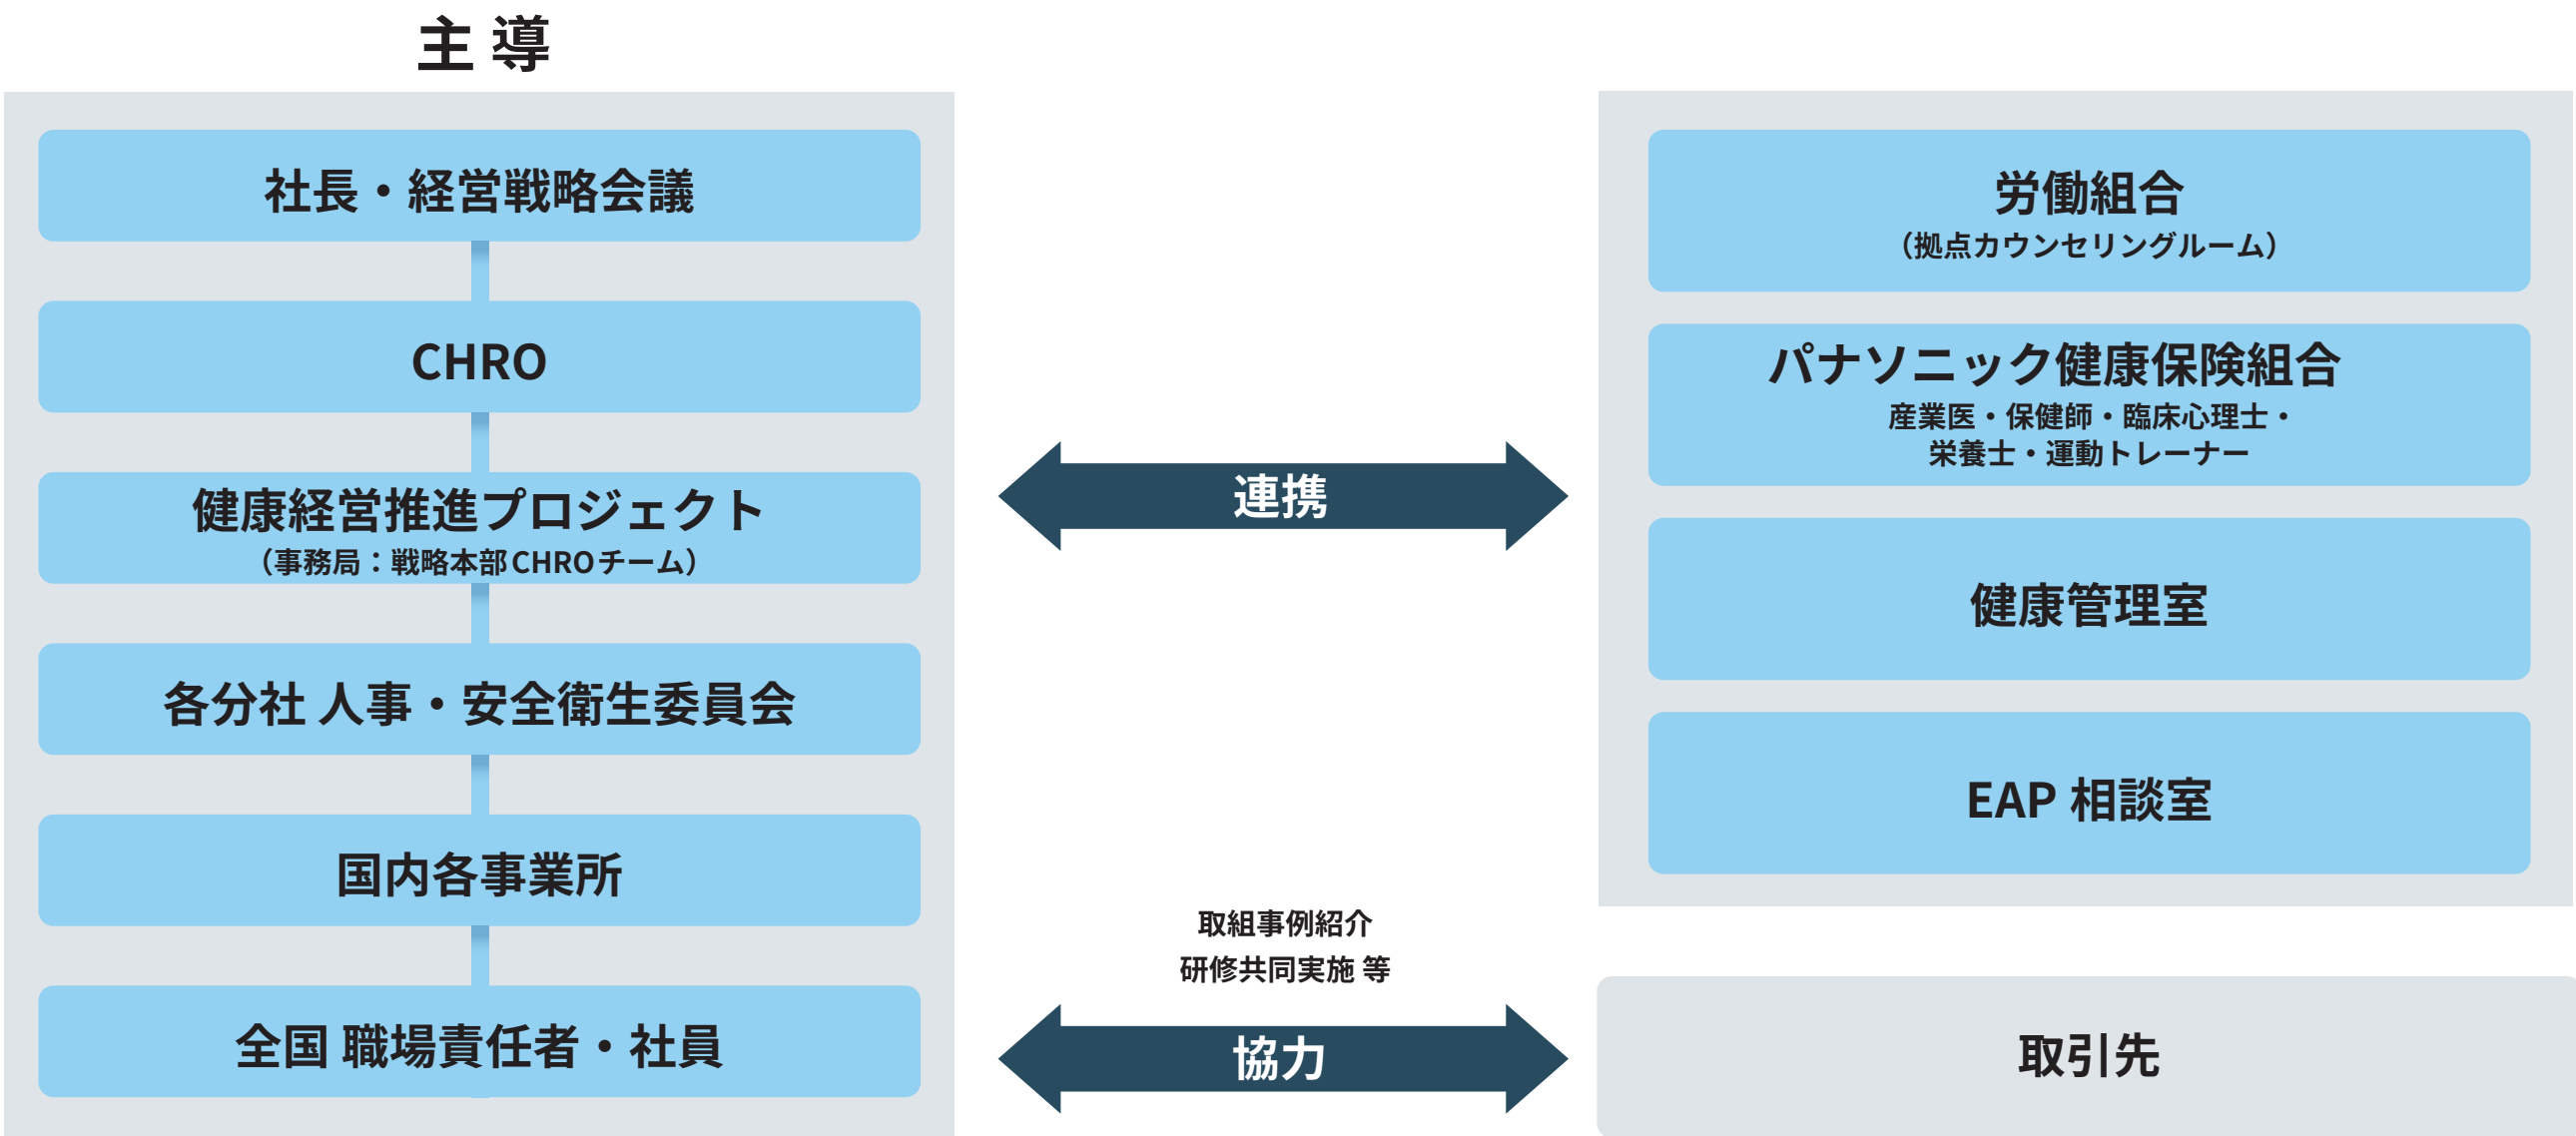 主導
社長・経営戦略会議
CHRO
健康経営推進プロジェクト
（事務局：戦略本部CHROチーム）
各分社 人事・安全衛生委員会
国内各事業所
全国 職場責任者・社員
連携
取組事例紹介
研修共同実施 等
協力
労働組合
（拠点カウンセリングルーム）
パナソニック健康保険組合
産業医・保健師・臨床心理士・
栄養士・運動トレーナー
健康管理室
EAP 相談室
取引先